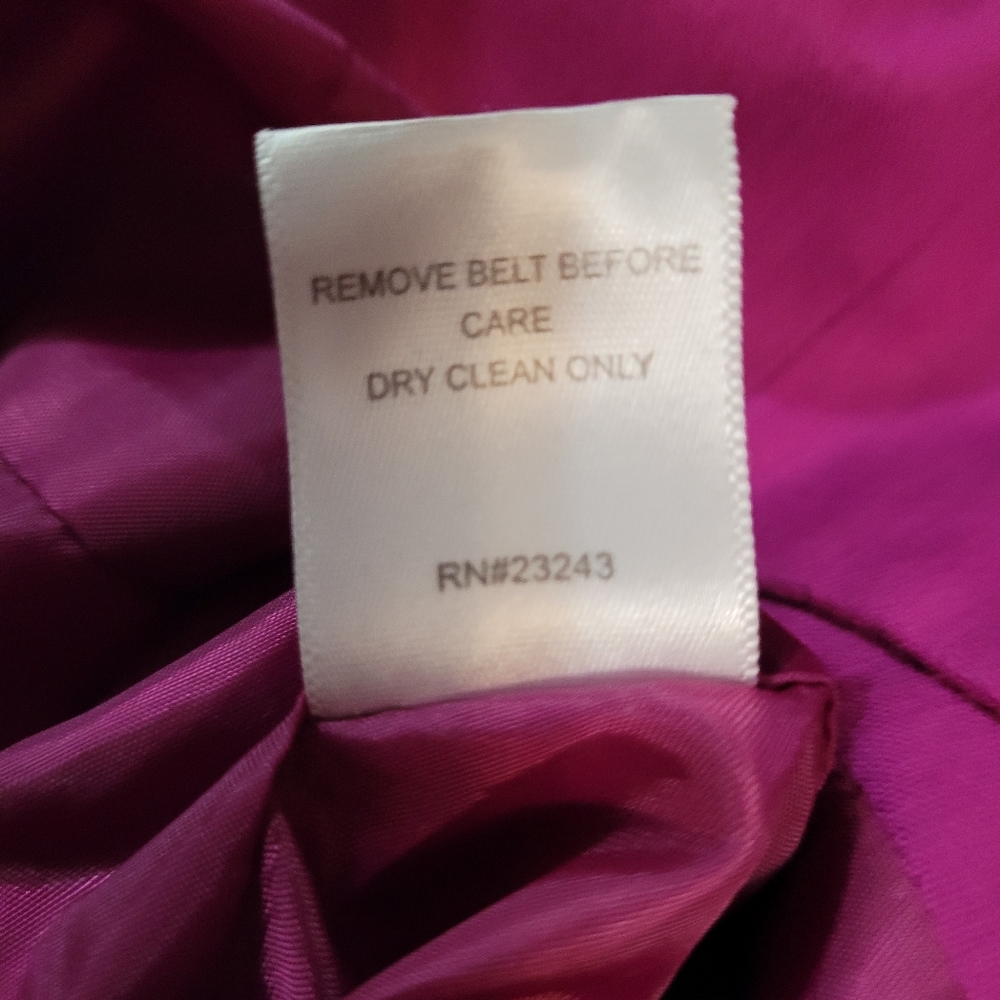 REMOVE BELT BEFORE
CARE
DRY CLEAN ONLY
RN#23243